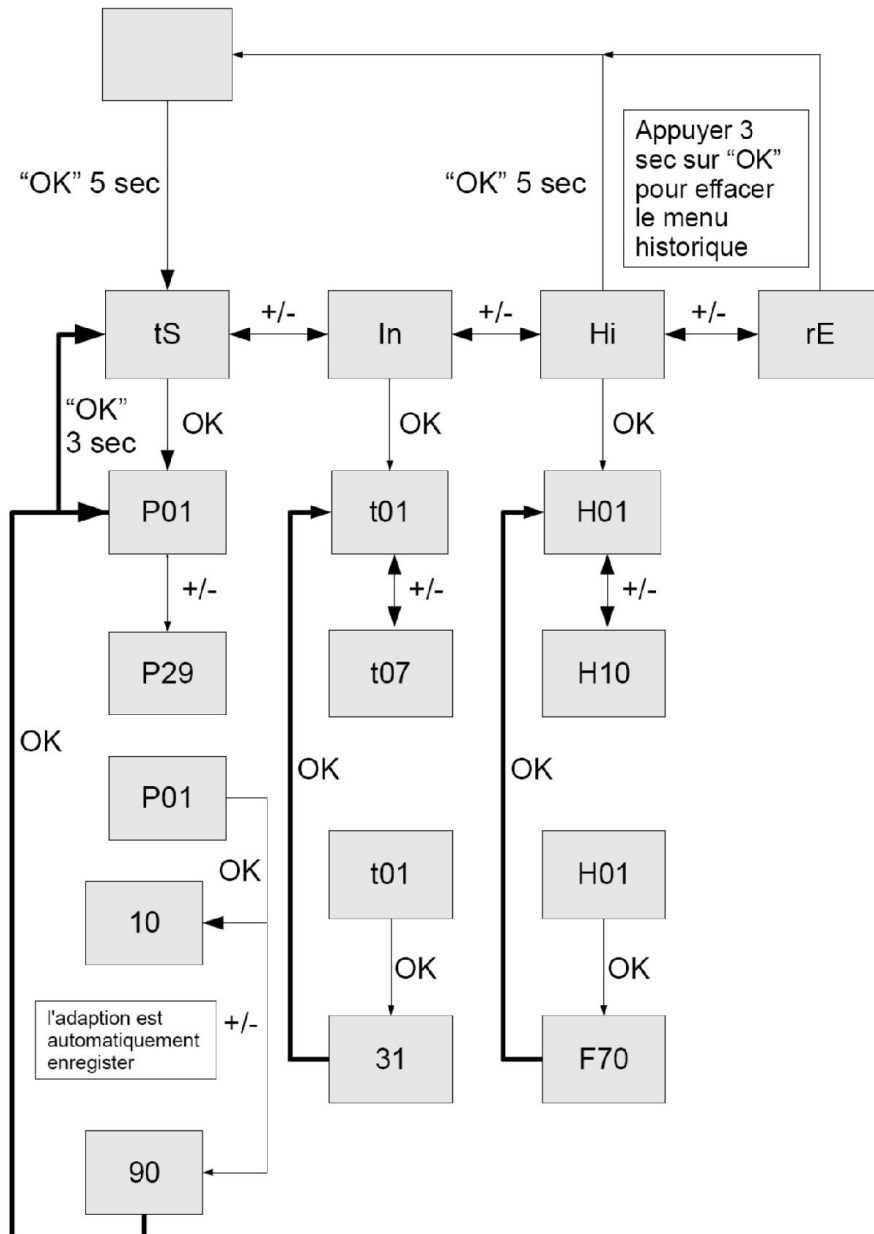 “OK” 5 sec
“OK” 5 sec
Appuyer 3
sec sur “OK”
pour effacer
le menu
historique
tS
+/-
In
+/-
Hi
+/-
rE
“OK”
3 sec
OK
OK
OK
P01
t01
H01
+/-
+/-
+/-
P29
t07
H10
OK
OK
OK
P01
OK
t01
H01
10
OK
OK
l'adaption est
automatiquement
enregister
+/-
31
F70
90